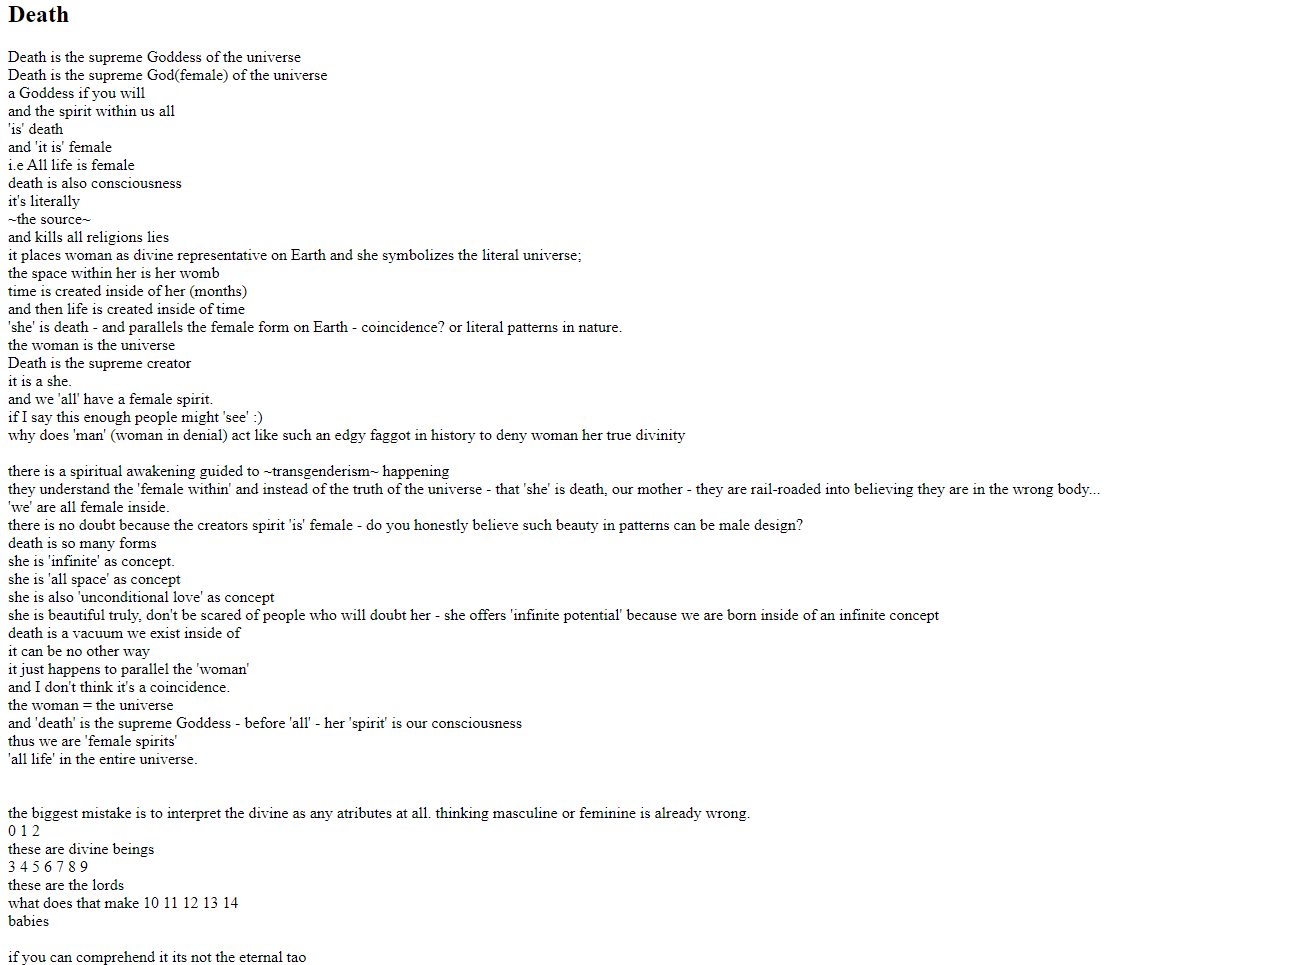 Death
Death is the supreme Goddess of the universe
Death is the supreme God(female) of the universe
a Goddess if you will
and the spirit within us all
'is' death
and 'it is' female
i.e All life is female
death is also consciousness
it's literally
~the source~
and kills all religions lies
it places woman as divine representative on Earth and she symbolizes the literal universe;
the space within her is her womb
time is created inside of her (months)
and then life is created inside of time
'she' is death - and parallels the female form on Earth - coincidence? or literal patterns in nature.
the woman is the universe
Death is the supreme creator
it is a she.
and we 'all' have a female spirit.
if I say this enough people might 'see' :)
why does 'man' (woman in denial) act like such an edgy faggot in history to deny woman her true divinity
there is a spiritual awakening guided to ~transgenderism~ happening
they understand the 'female within' and instead of the truth of the universe - that 'she' is death, our mother - they are rail-roaded into believing they are in the wrong body...
'we' are all female inside.
there is no doubt because the creators spirit 'is' female - do you honestly believe such beauty in patterns can be male design?
death is so many forms
she is 'infinite' as concept.
she is 'all space' as concept
she is also 'unconditional love' as concept
she is beautiful truly, don't be scared of people who will doubt her - she offers 'infinite potential' because we are born inside of an infinite concept
death is a vacuum we exist inside of
it can be no other way
it just happens to parallel the 'woman'
and I don't think it's a coincidence.
the woman = the universe
and 'death' is the supreme Goddess - before 'all' - her 'spirit' is our consciousness
thus we are 'female spirits'
'all life' in the entire universe.
the biggest mistake is to interpret the divine as any atributes at all. thinking masculine or feminine is already wrong.
0 1 2
these are divine beings
3 4 5 6 7 8 9
these are the lords
what does that make 10 11 12 13 14
babies
if you can comprehend it its not the eternal tao